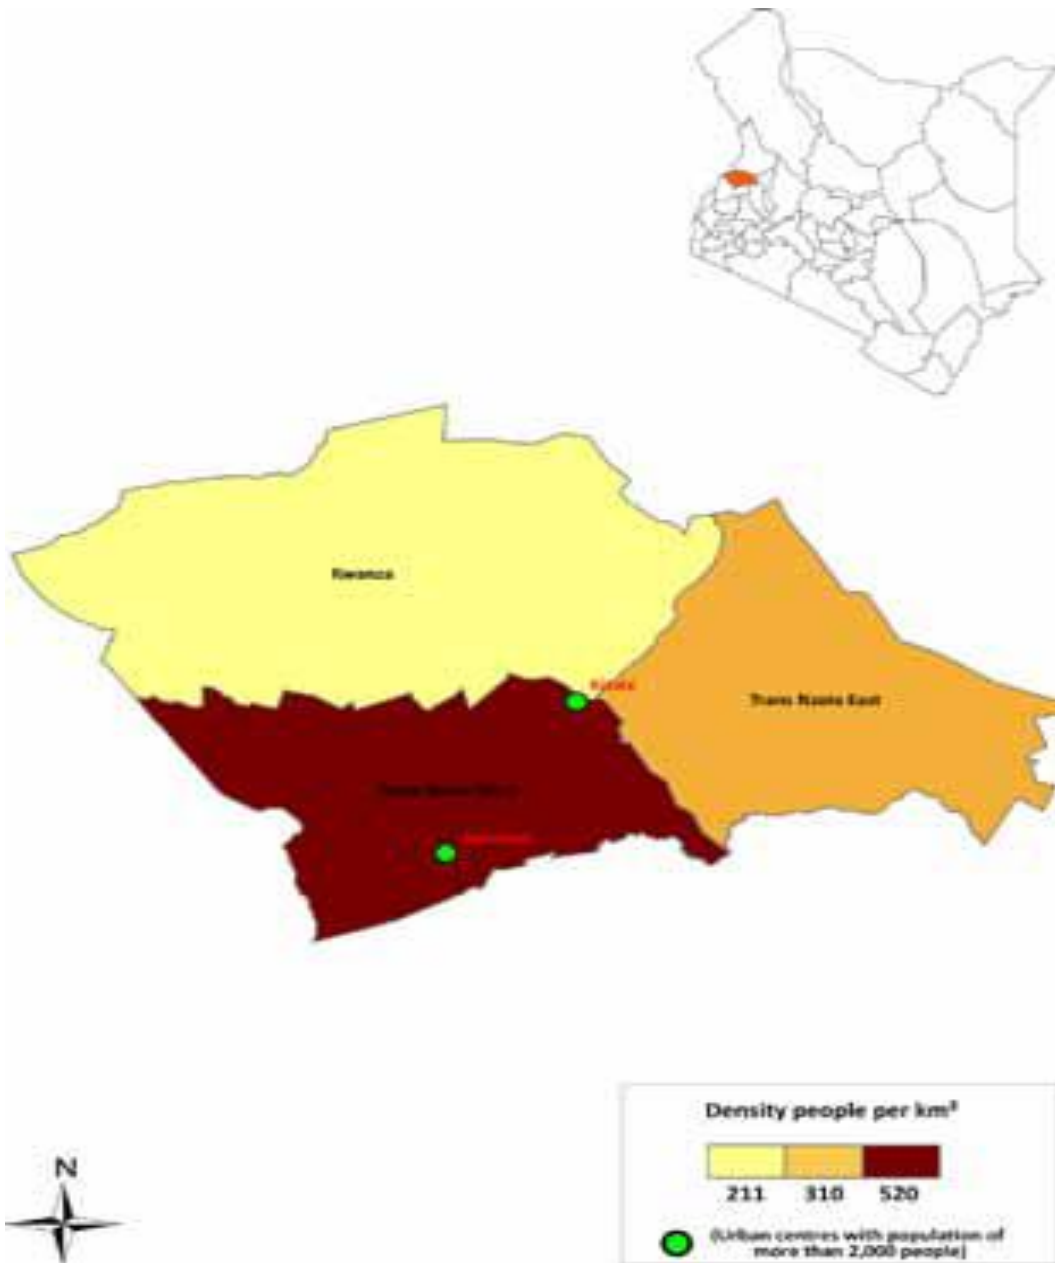 Kwanza
Kitale
Trans Nzoia East
Density people per km²
211 310 520
(Urban centres with population of
more than 2,000 people)
N